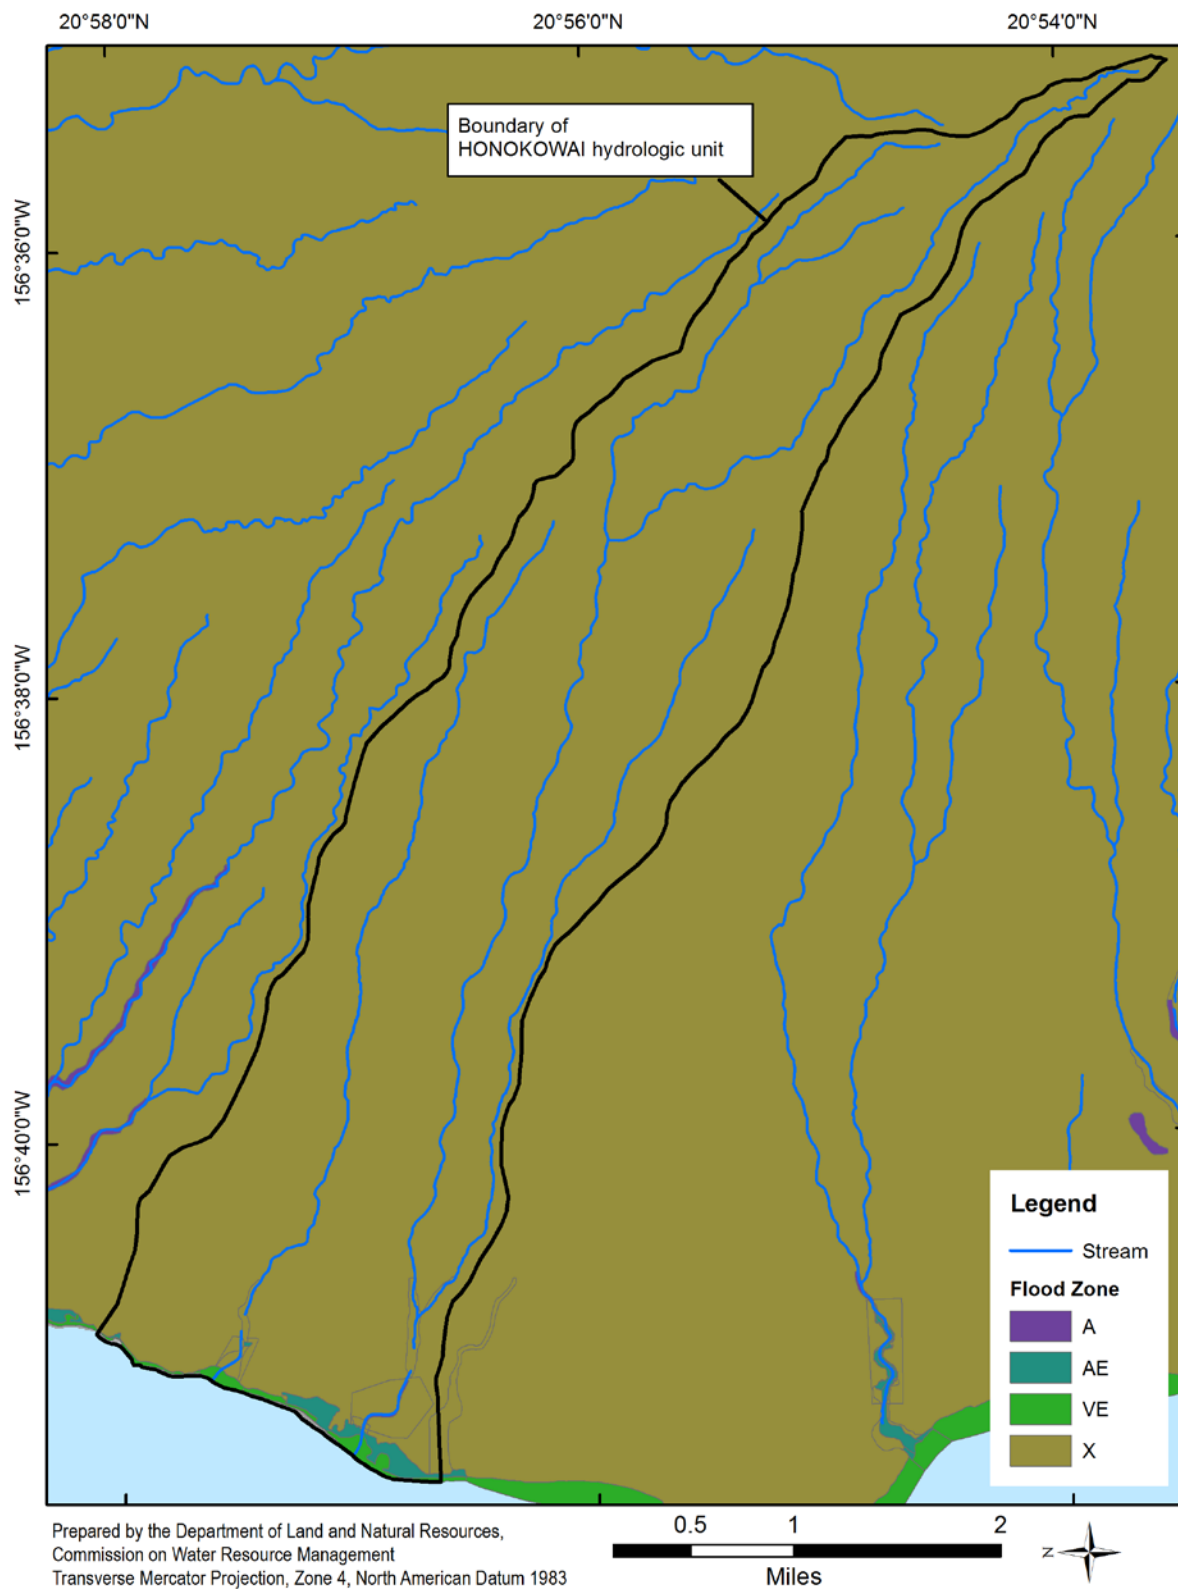 20°58'0"N
20°56'0"N
20°54'0"N
Boundary of
HONOKOWAI hydrologic unit
156°36'0"W
156°38'0"W
156°40'0"W
Legend
Stream
Flood Zone
A
AE
VE
X
Prepared by the Department of Land and Natural Resources,
Commission on Water Resource Management
Transverse Mercator Projection, Zone 4, North American Datum 1983
0.5 1 2
Miles
N